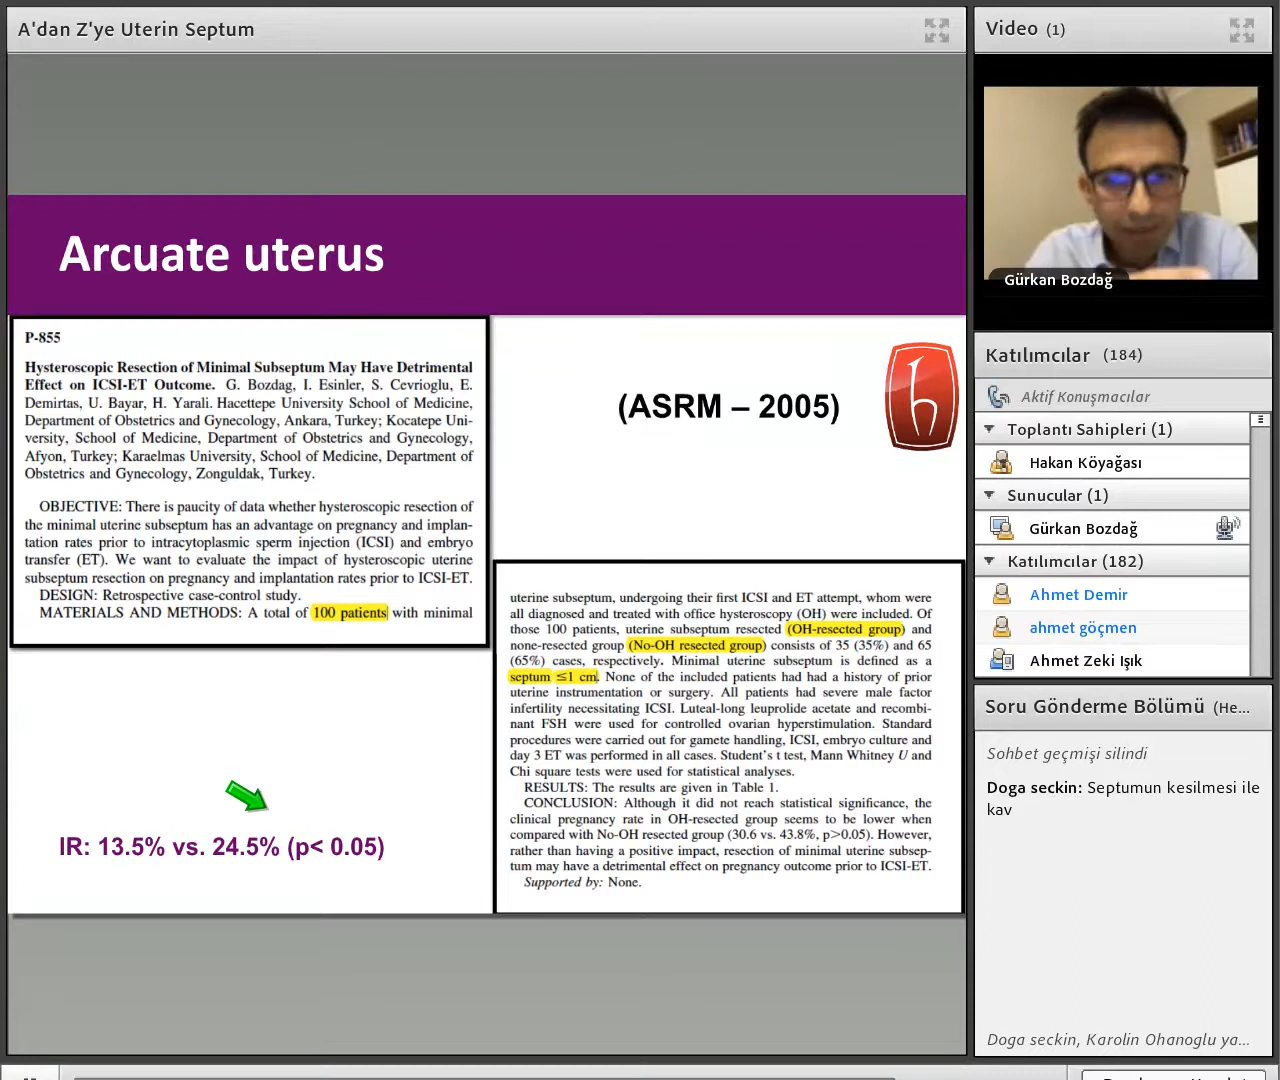 A'dan Z'ye Uterin Septum
Arcuate uterus
P-855
Hysteroscopic Resection of Minimal Subseptum May Have Detrimental
Effect on ICSI-ET Outcome. G. Bozdag, I. Esinler, S. Cevrioglu, E.
Demirtas, U. Bayar, H. Yarali. Hacettepe University School of Medicine,
Department of Obstetrics and Gynecology, Ankara, Turkey; Kocatepe Uni-
versity, School of Medicine, Department of Obstetrics and Gynecology,
Afyon, Turkey; Karaelmas University, School of Medicine, Department of
Obstetrics and Gynecology, Zonguldak, Turkey.
OBJECTIVE: There is paucity of data whether hysteroscopic resection of
the minimal uterine subseptum has an advantage on pregnancy and implan-
tation rates prior to intracytoplasmic sperm injection (ICSI) and embryo
transfer (ET). We want to evaluate the impact of hysteroscopic uterine
subseptum resection on pregnancy and implantation rates prior to ICSI-ET.
DESIGN: Retrospective case-control study.
MATERIALS AND METHODS: A total of 100 patients with minimal
(ASRM – 2005)
uterine subseptum, undergoing their first ICSI and ET attempt, whom were
all diagnosed and treated with office hysteroscopy (OH) were included. Of
those 100 patients, uterine subseptum resected (OH-resected group) and
none-resected group (No-OH resected group) consists of 35 (35%) and 65
(65%) cases, respectively. Minimal uterine subseptum is defined as a
septum ≤1 cm. None of the included patients had had a history of prior
uterine instrumentation or surgery. All patients had severe male factor
infertility necessitating ICSI. Luteal-long leuprolide acetate and recombi-
nant FSH were used for controlled ovarian hyperstimulation. Standard
procedures were carried out for gamete handling, ICSI, embryo culture and
day 3 ET was performed in all cases. Student's t test, Mann Whitney U and
Chi square tests were used for statistical analyses.
RESULTS: The results are given in Table 1.
CONCLUSION: Although it did not reach statistical significance, the
clinical pregnancy rate in OH-resected group seems to be lower when
compared with No-OH resected group (30.6 vs. 43.8%, p>0.05). However,
rather than having a positive impact, resection of minimal uterine subsep-
tum may have a detrimental effect on pregnancy outcome prior to ICSI-ET.
Supported by: None.
IR: 13.5% vs. 24.5% (p< 0.05)
Video (1)
Gürkan Bozdağ
Katılımcılar (184)
Aktif Konuşmacılar
Toplantı Sahipleri (1)
Hakan Köyağası
Sunucular (1)
Gürkan Bozdağ
Katılımcılar (182)
Ahmet Demir
ahmet göçmen
Ahmet Zeki Işık
Soru Gönderme Bölümü (He...
Sohbet geçmişi silindi
Doga seckin: Septumun kesilmesi ile
kav
Doga seckin, Karolin Ohanoglu ya...